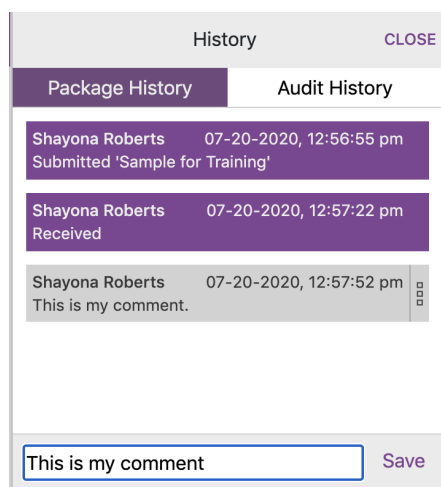 History CLOSE
Package History Audit History
Shayona Roberts 07-20-2020, 12:56:55 pm
Submitted 'Sample for Training'
Shayona Roberts 07-20-2020, 12:57:22 pm
Received
Shayona Roberts 07-20-2020, 12:57:52 pm
This is my comment.
This is my comment Save